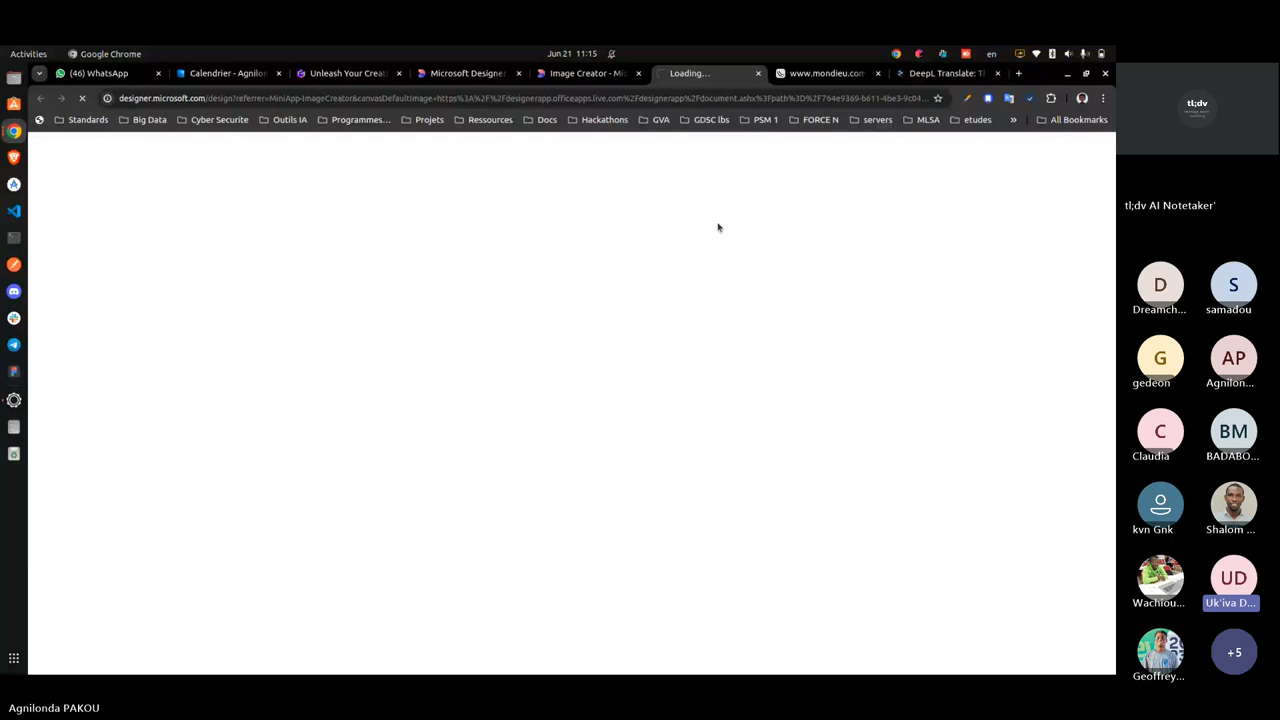 Activities
Google Chrome
Jun 21 11:15
en
(46) WhatsApp
Calendrier - Agnilon
Unleash Your Creati
Microsoft Designer
Image Creator - Mic
Loading...
www.mondieu.com
DeepL Translate: Th
designer.microsoft.com/design?referrer=MiniApp-ImageCreator&canvasDefaultImage=https%3A%2F%2Fdesignerapp.officeapps.live.com%2Fdesignerapp%2Fdocument.ashx%3Fpath%3D%2F764e9369-b611-4be3-9c04...
Standards
Big Data
Cyber Securite
Outils IA
Programmes...
Projets
Ressources
Docs
Hackathons
GVA
GDSC lbs
PSM 1
FORCE N
servers
MLSA
etudes
»
All Bookmarks
tl;dv
tl;dv AI Notetaker'
D
Dreamch...
S
samadou
G
gedeon
AP
Agnilon...
C
Claudia
BM
BADABO...
kvn Gnk
Shalom ...
Wachiou...
UD
Uk'iva D...
Geoffrey...
+5
Agnilonda PAKOU